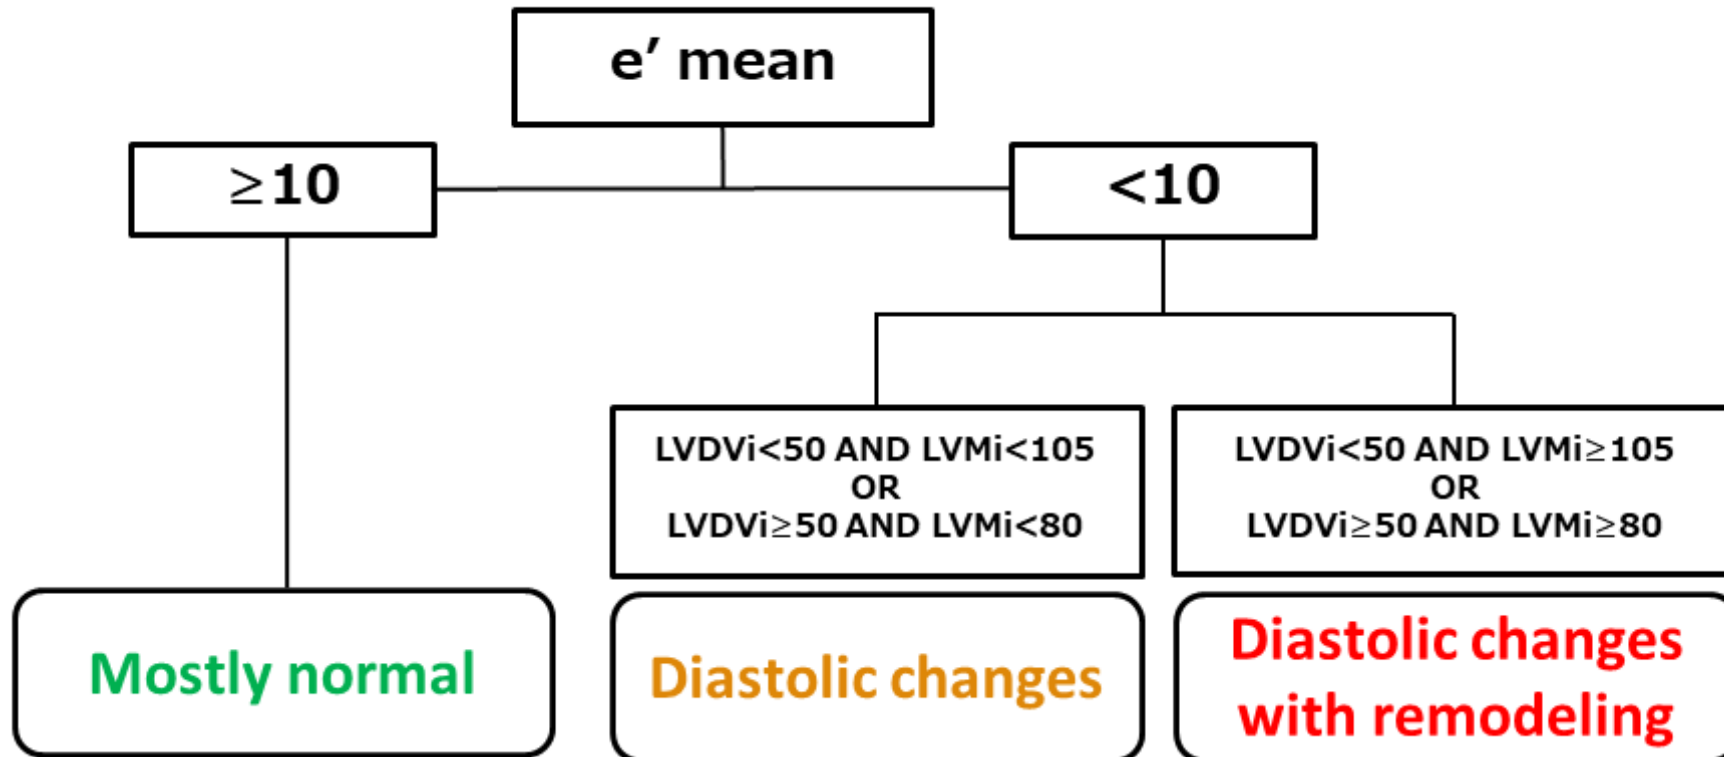 e′ mean
≥10
<10
LVDVi<50 AND LVMi<105
OR
LVDVi≥50 AND LVMi<80
LVDVi<50 AND LVMi≥105
OR
LVDVi≥50 AND LVMi≥80
Mostly normal
Diastolic changes
Diastolic changes
with remodeling